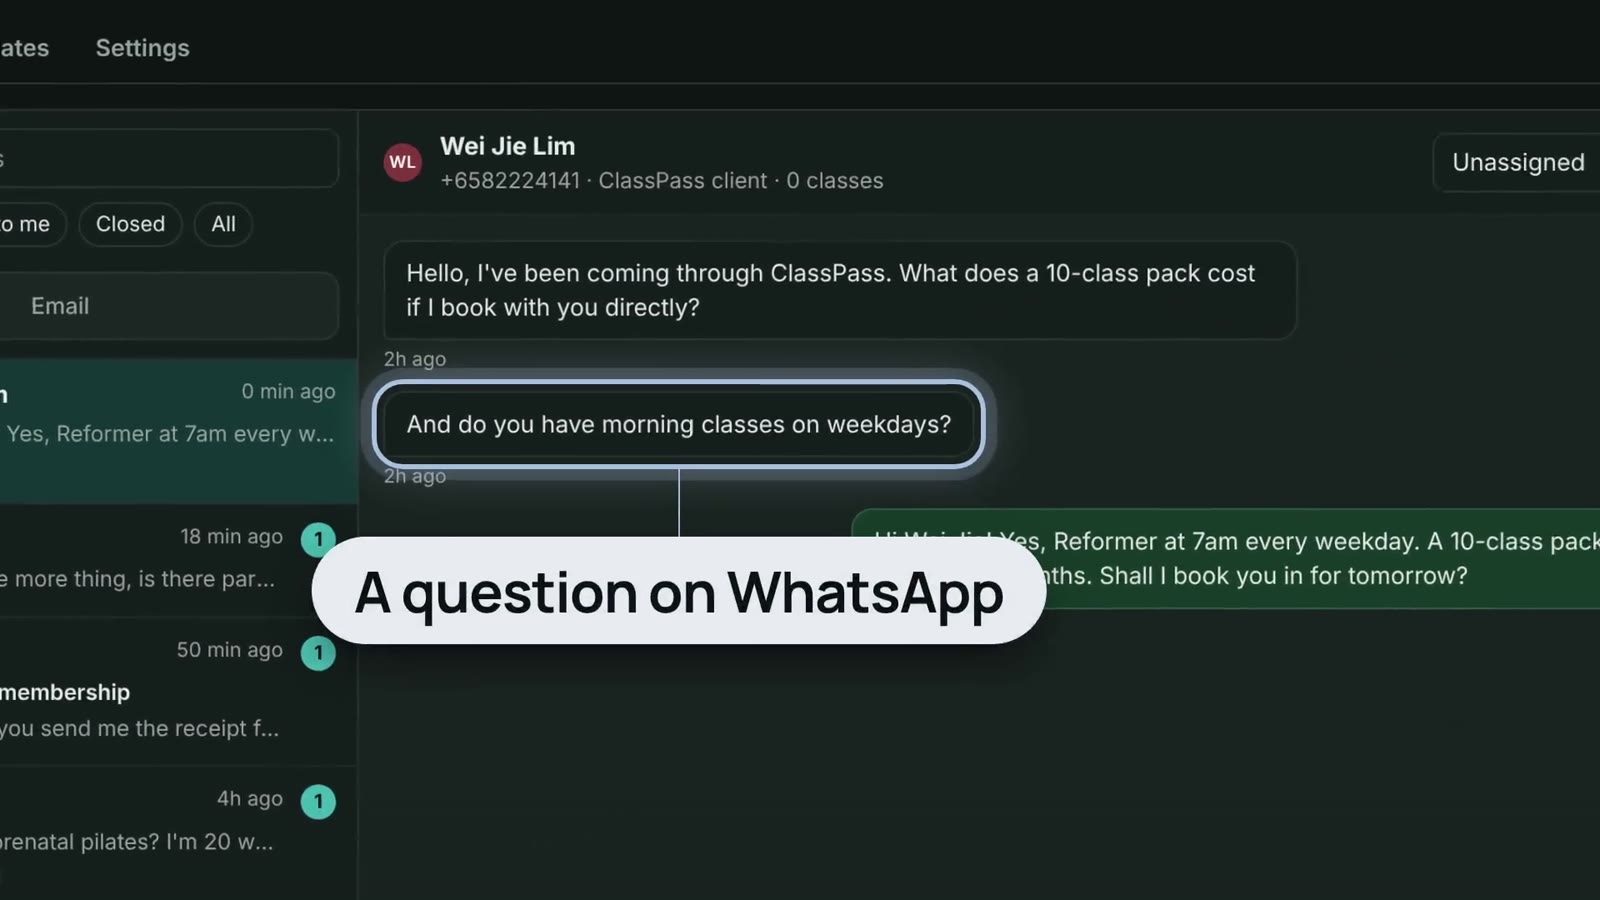 Settings
Closed
All
Email
0 min ago
Yes, Reformer at 7am every w...
18 min ago
1
more thing, is there par...
50 min ago
1
membership
you send me the receipt f...
4h ago
1
pilates? I'm 20 w...
WL
Wei Jie Lim
+6582224141 · ClassPass client · 0 classes
Unassigned
Hello, I've been coming through ClassPass. What does a 10-class pack cost
if I book with you directly?
2h ago
And do you have morning classes on weekdays?
2h ago
Yes, Reformer at 7am every weekday. A 10-class pack
Shall I book you in for tomorrow?
A question on WhatsApp